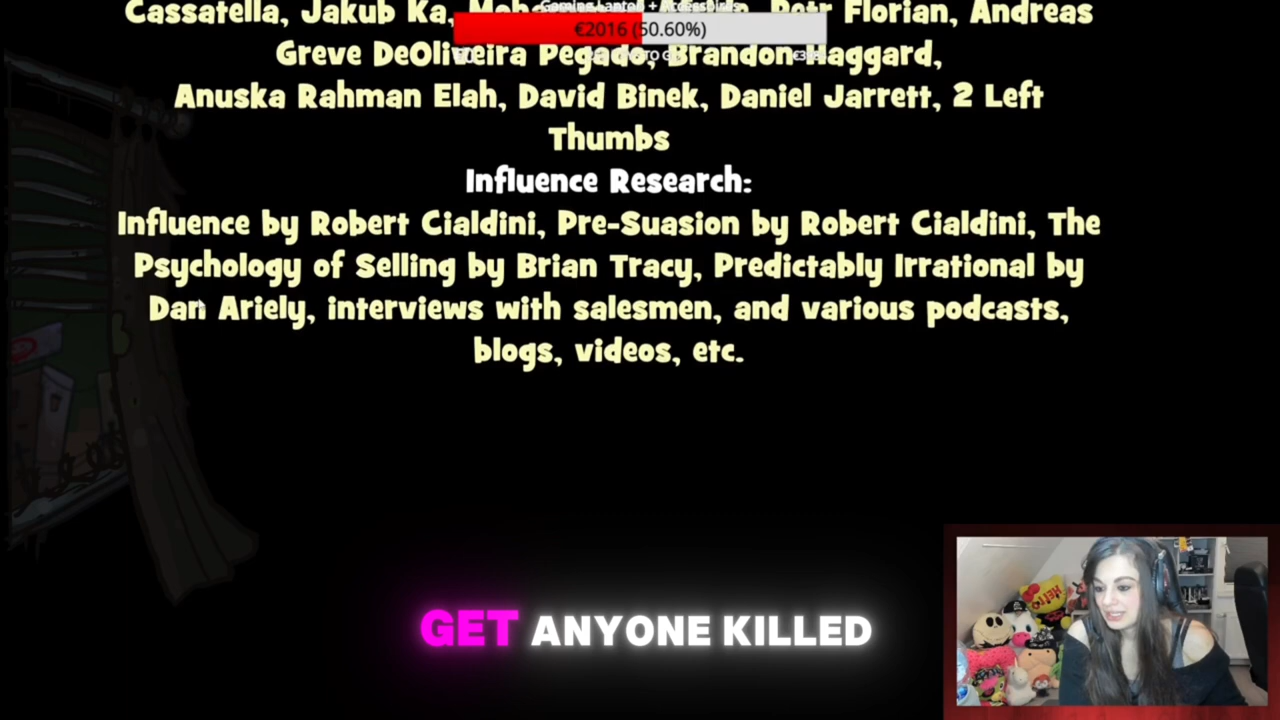 Gaming Laptop + Accessoires
Cassatella, Jakub Ka, Petr Florian, Andreas
€2016 (50.60%)
Greve DeOliveira Pegado, Brandon Haggard,
Anuska Rahman Elah, David Binek, Daniel Jarrett, 2 Left
Thumbs
Influence Research:
Influence by Robert Cialdini, Pre-Suasion by Robert Cialdini, The
Psychology of Selling by Brian Tracy, Predictably Irrational by
Dan Ariely, interviews with salesmen, and various podcasts,
blogs, videos, etc.
GET ANYONE KILLED